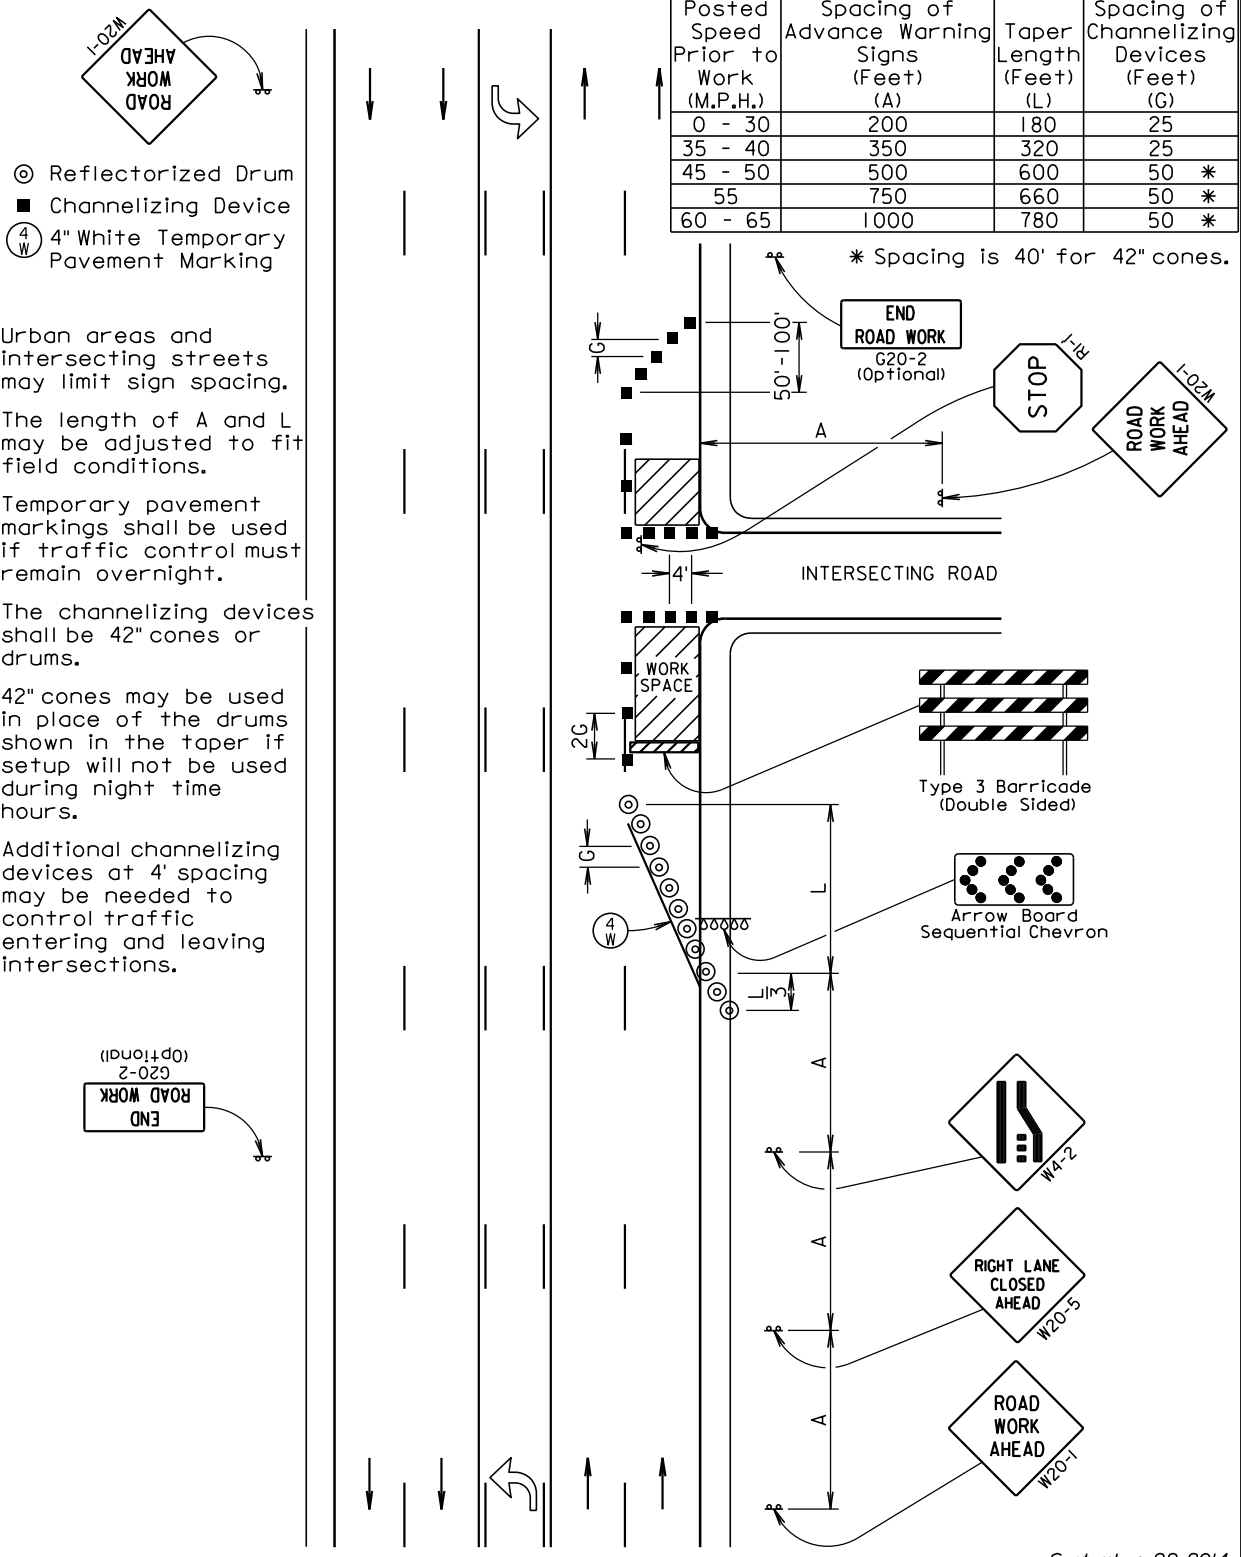 Posted
Speed
Prior to
Work
(M.P.H.)
Spacing of
Advance Warning
Signs
(Feet)
(A)
Taper
Length
(Feet)
(L)
Spacing of
Channelizing
Devices
(Feet)
(G)
0 - 30 200 180 25
35 - 40 350 320 25
45 - 50 500 600 50 *
55 750 660 50 *
60 - 65 1000 780 50 *
* Spacing is 40' for 42" cones.
W20-1
ROAD
WORK
AHEAD
Reflectorized Drum
Channelizing Device
4
W
4" White Temporary
Pavement Marking
Urban areas and
intersecting streets
may limit sign spacing.
The length of A and L
may be adjusted to fit
field conditions.
Temporary pavement
markings shall be used
if traffic control must
remain overnight.
The channelizing devices
shall be 42" cones or
drums.
42" cones may be used
in place of the drums
shown in the taper if
setup will not be used
during night time
hours.
Additional channelizing
devices at 4' spacing
may be needed to
control traffic
entering and leaving
intersections.
END
ROAD WORK
G20-2
(Optional)
G
50'-100'
END
ROAD WORK
G20-2
(Optional)
STOP
R1-1
ROAD
WORK
AHEAD
W20-1
A
4'
INTERSECTING ROAD
WORK
SPACE
2G
Type 3 Barricade
(Double Sided)
G
L
4
W
Arrow Board
Sequential Chevron
L
3
A
W4-2
A
RIGHT LANE
CLOSED
AHEAD
W20-5
A
ROAD
WORK
AHEAD
W20-1